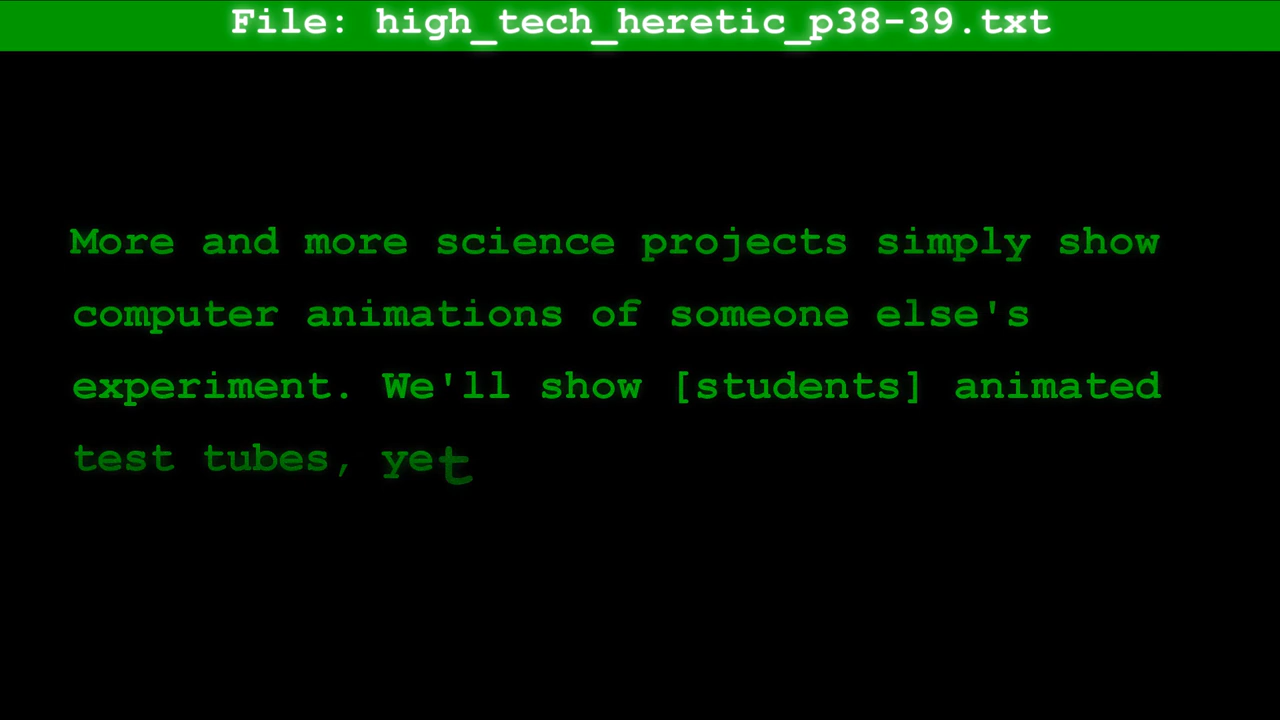 File: high_tech_heretic_p38-39.txt
More and more science projects simply show
computer animations of someone else's
experiment. We'll show [students] animated
test tubes, yet